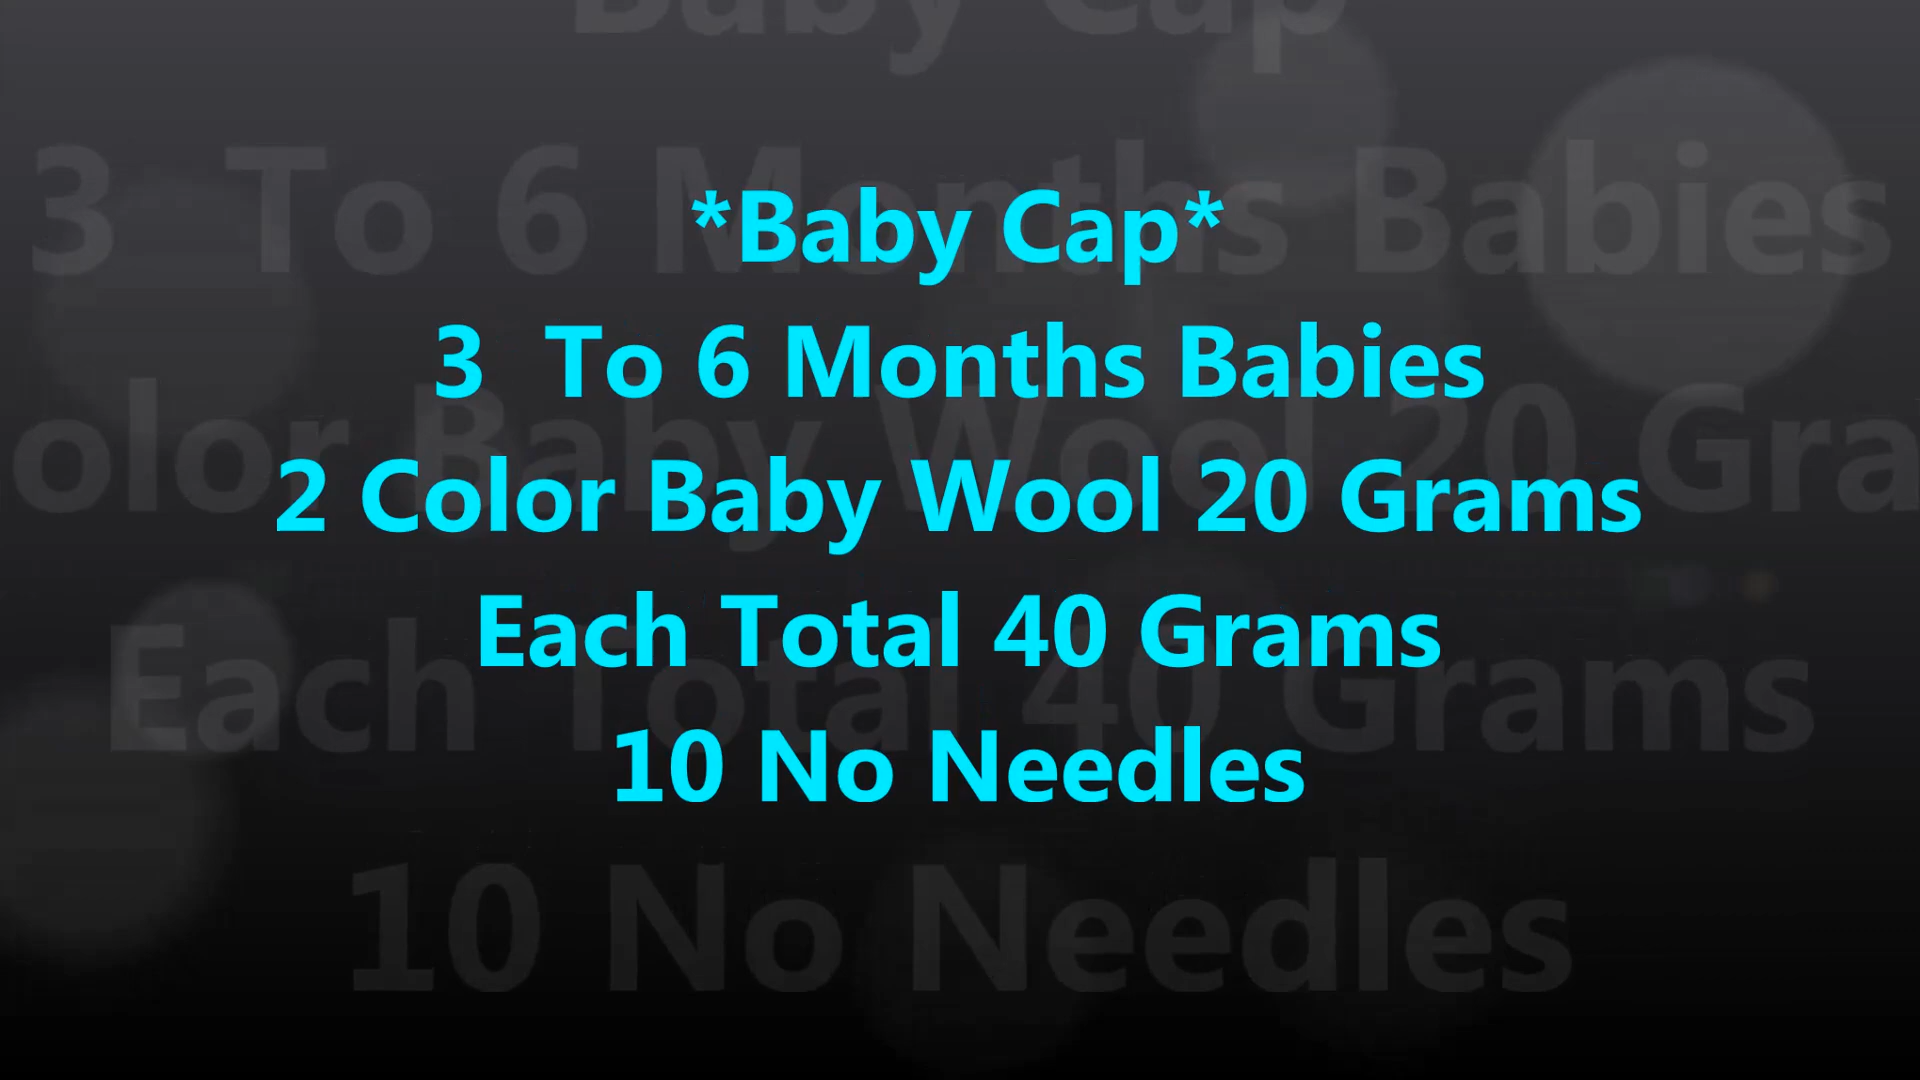 *Baby Cap*
3  To 6 Months Babies
2 Color Baby Wool 20 Grams
Each Total 40 Grams
10 No Needles